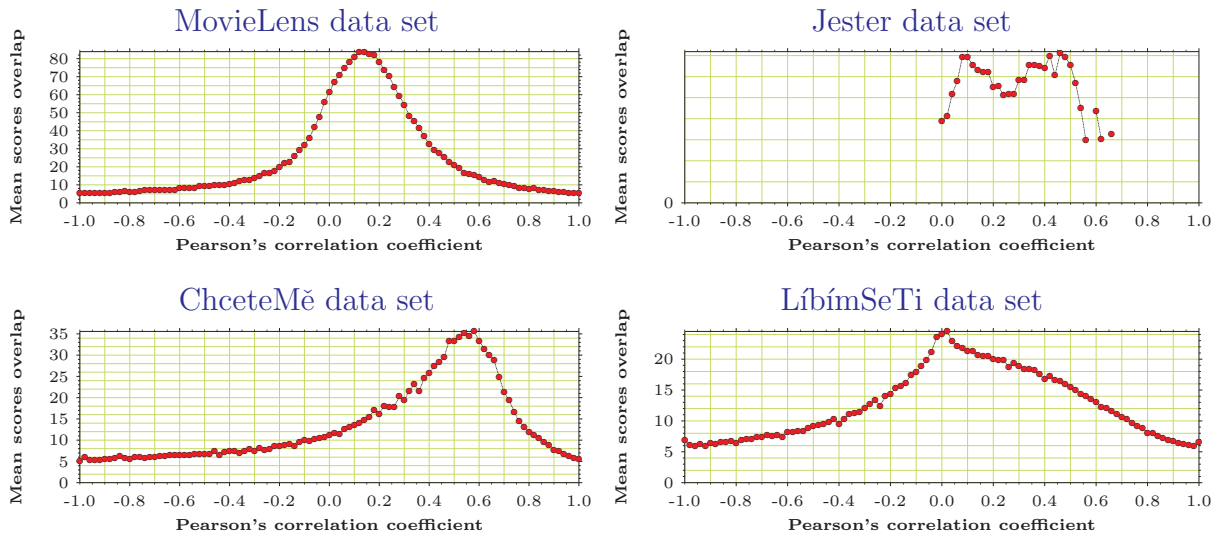 MovieLens data set
Mean scores overlap
80
70
60
50
40
30
20
10
0
-1.0 -0.8 -0.6 -0.4 -0.2 0.0 0.2 0.4 0.6 0.8 1.0
Pearson's correlation coefficient
Jester data set
Mean scores overlap
0
-1.0 -0.8 -0.6 -0.4 -0.2 0.0 0.2 0.4 0.6 0.8 1.0
Pearson's correlation coefficient
ChceteMě data set
Mean scores overlap
35
30
25
20
15
10
5
0
-1.0 -0.8 -0.6 -0.4 -0.2 0.0 0.2 0.4 0.6 0.8 1.0
Pearson's correlation coefficient
LíbímSeTi data set
Mean scores overlap
20
15
10
5
0
-1.0 -0.8 -0.6 -0.4 -0.2 0.0 0.2 0.4 0.6 0.8 1.0
Pearson's correlation coefficient